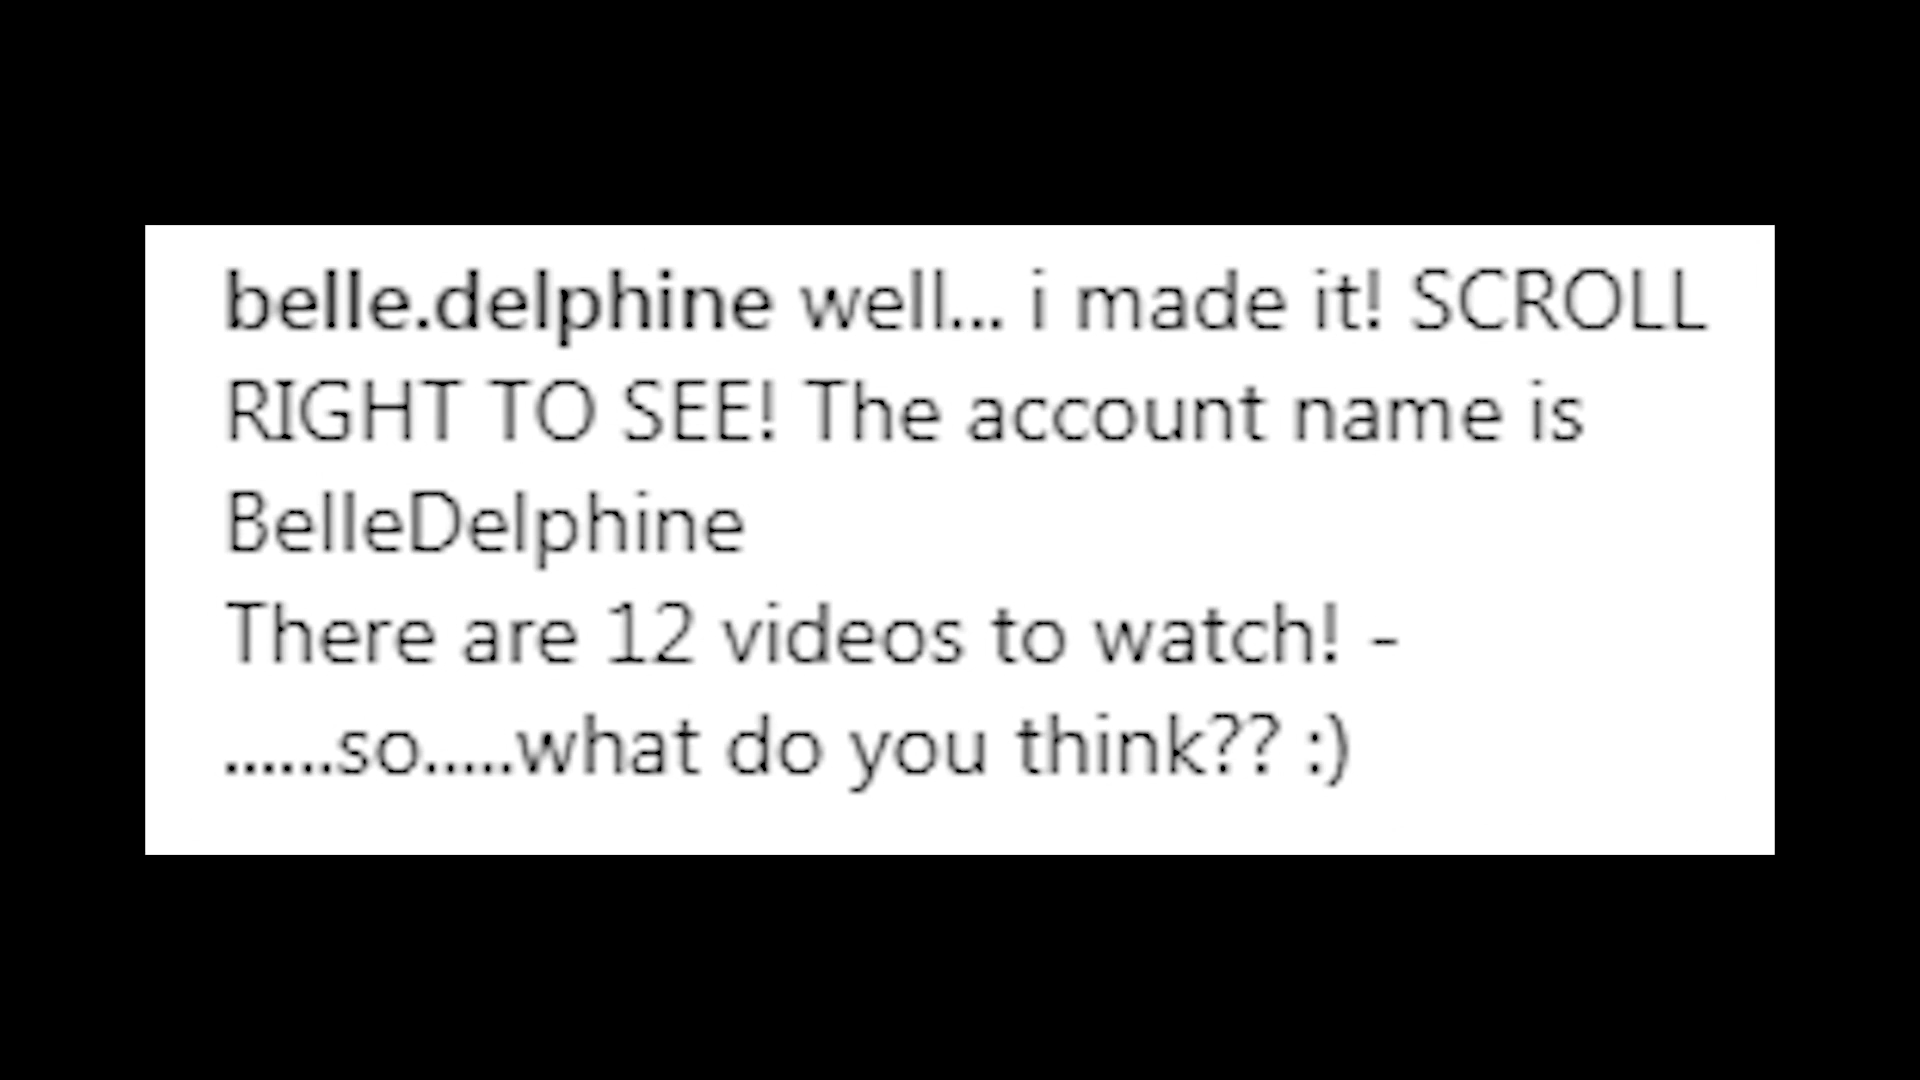 belle.delphine well... i made it! SCROLL
RIGHT TO SEE! The account name is
BelleDelphine
There are 12 videos to watch! -
......so.....what do you think?? :)